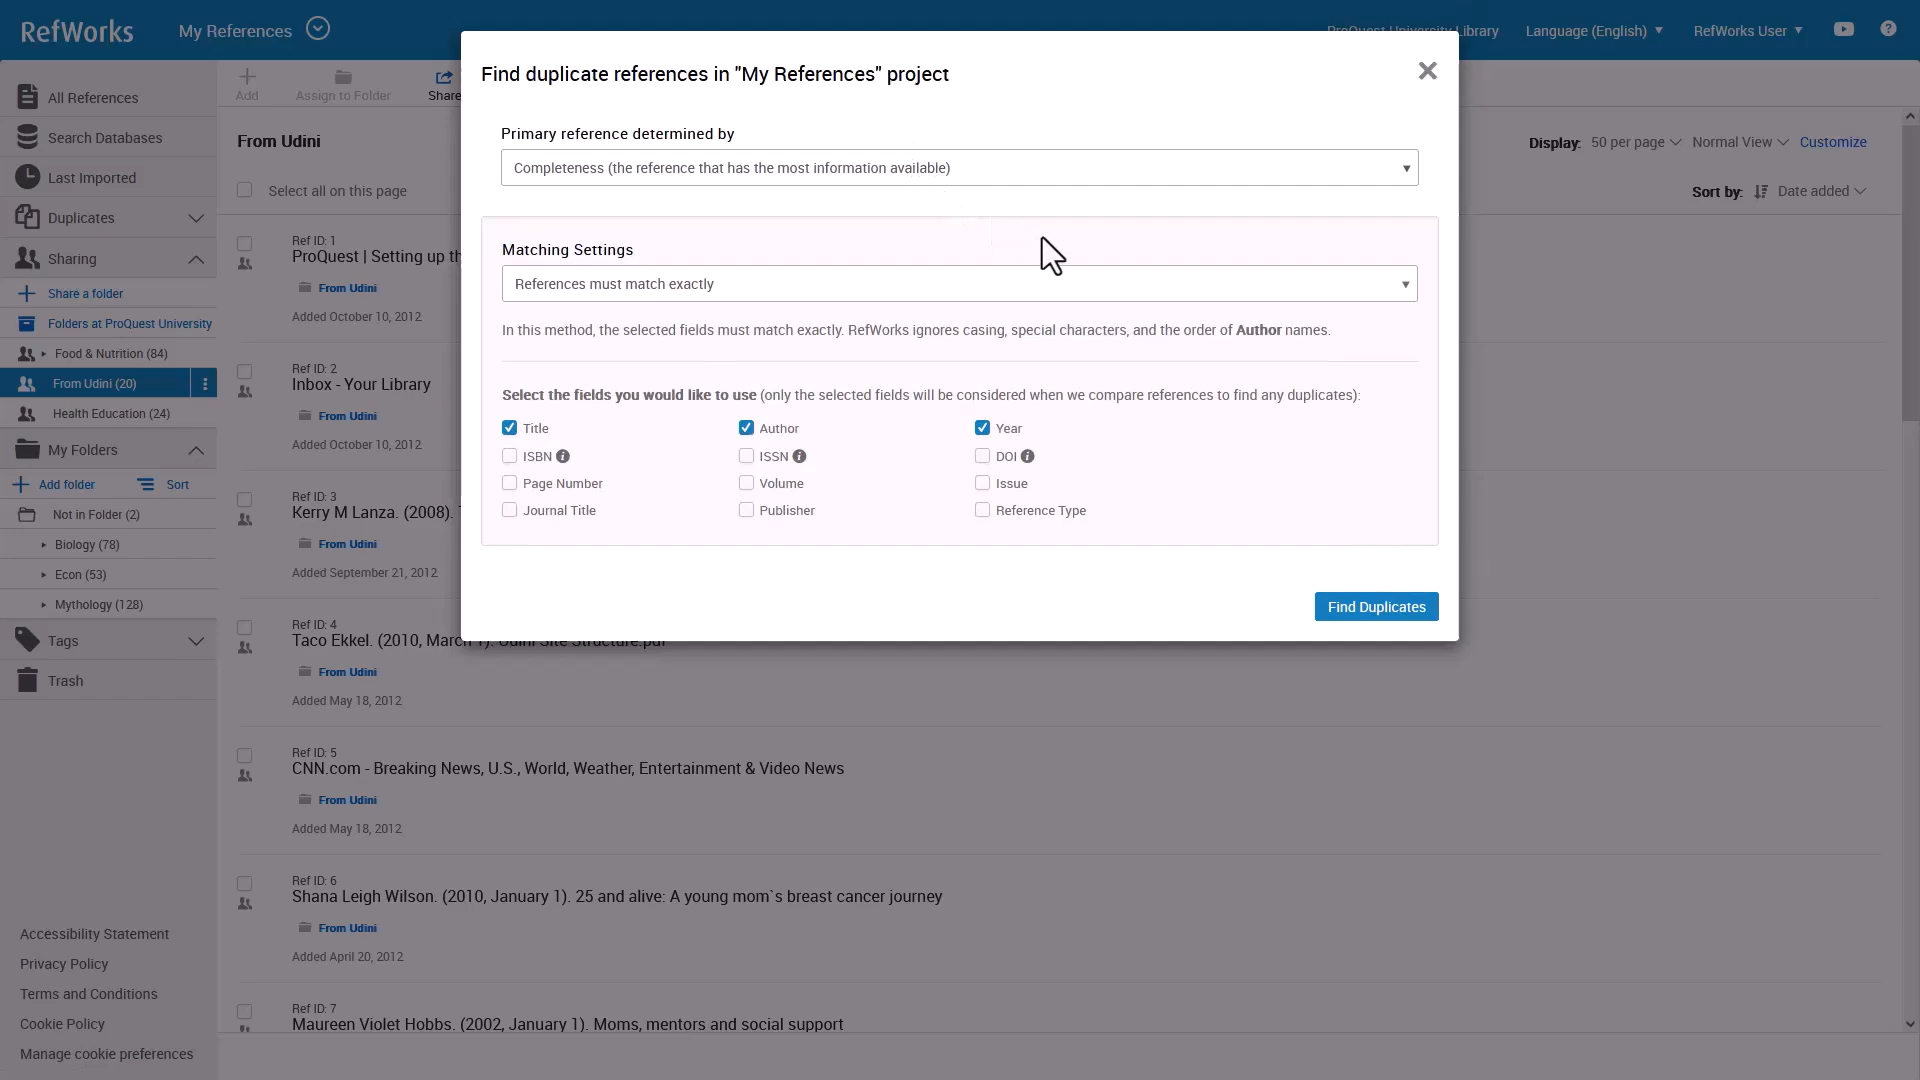 RefWorks
My References
ProQuest University Library
Language (English)
RefWorks User
All References
Search Databases
Last Imported
Duplicates
Sharing
Share a folder
Folders at ProQuest University
Food & Nutrition (84)
From Udini (20)
Health Education (24)
My Folders
Add folder
Sort
Not in Folder (2)
Biology (78)
Econ (53)
Mythology (128)
Tags
Trash
Accessibility Statement
Privacy Policy
Terms and Conditions
Cookie Policy
Manage cookie preferences
Add
Assign to Folder
Share
From Udini
Display:
50 per page
Normal View
Customize
Select all on this page
Sort by:
Date added
Ref ID: 1
ProQuest | Setting up th
From Udini
Added October 10, 2012
Ref ID: 2
Inbox - Your Library
From Udini
Added October 10, 2012
Ref ID: 3
Kerry M Lanza. (2008).
From Udini
Added September 21, 2012
Ref ID: 4
Taco Ekkel. (2010, March 1). Udini Site Structure.pdf
From Udini
Added May 18, 2012
Ref ID: 5
CNN.com - Breaking News, U.S., World, Weather, Entertainment & Video News
From Udini
Added May 18, 2012
Ref ID: 6
Shana Leigh Wilson. (2010, January 1). 25 and alive: A young mom`s breast cancer journey
From Udini
Added April 20, 2012
Ref ID: 7
Maureen Violet Hobbs. (2002, January 1). Moms, mentors and social support
Find duplicate references in "My References" project
Primary reference determined by
Completeness (the reference that has the most information available)
Matching Settings
References must match exactly
In this method, the selected fields must match exactly. RefWorks ignores casing, special characters, and the order of Author names.
Select the fields you would like to use (only the selected fields will be considered when we compare references to find any duplicates):
Title
Author
Year
ISBN
ISSN
DOI
Page Number
Volume
Issue
Journal Title
Publisher
Reference Type
Find Duplicates